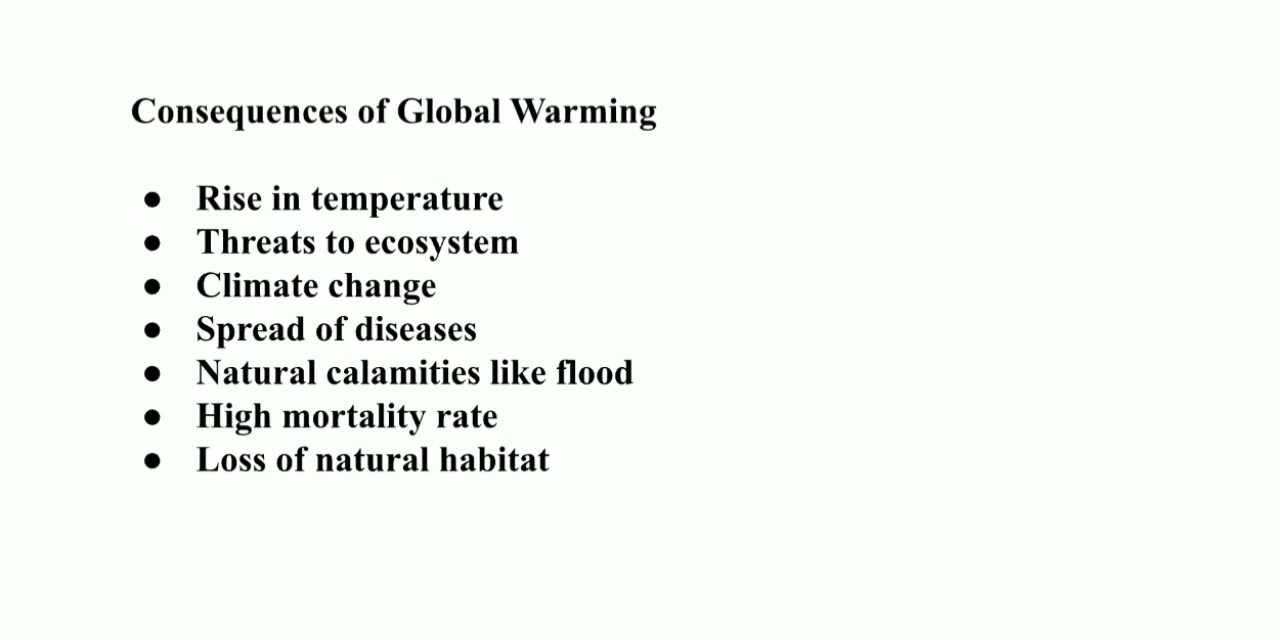 Consequences of Global Warming
● Rise in temperature
● Threats to ecosystem
● Climate change
● Spread of diseases
● Natural calamities like flood
● High mortality rate
● Loss of natural habitat